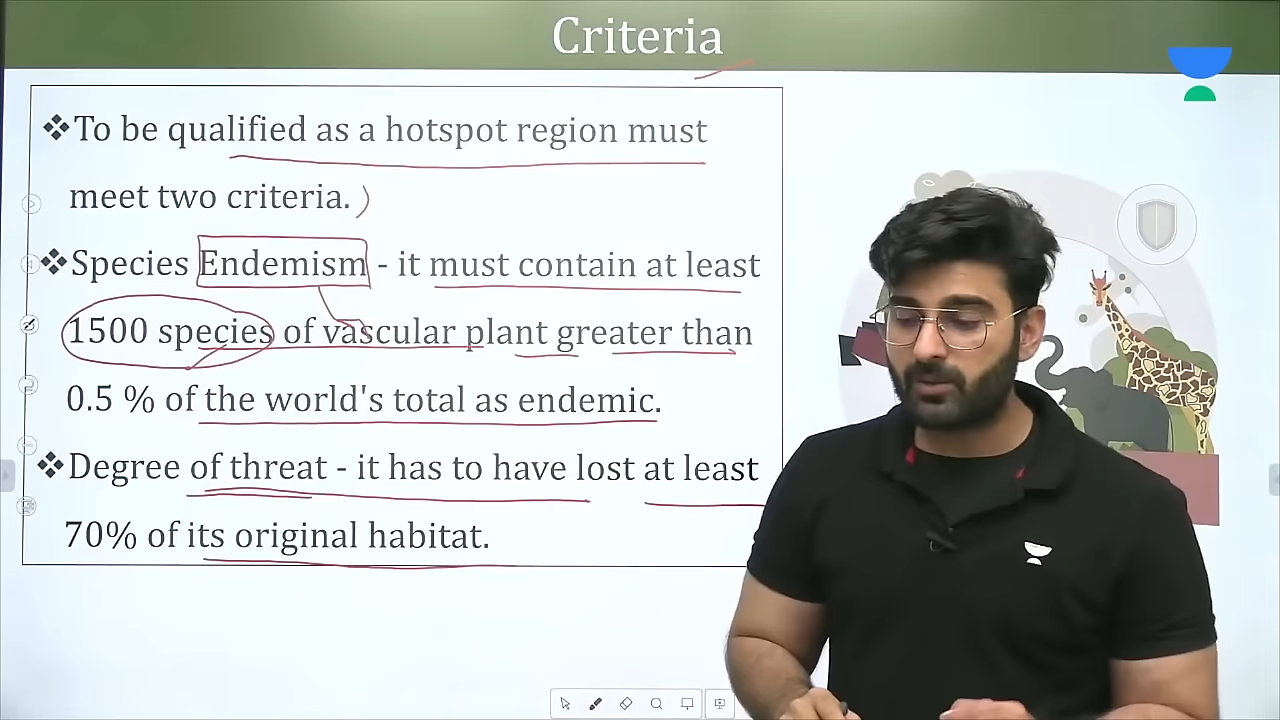 Criteria
❖To be qualified as a hotspot region must
meet two criteria.
❖Species Endemism - it must contain at least
1500 species of vascular plant greater than
0.5 % of the world's total as endemic.
❖Degree of threat - it has to have lost at least
70% of its original habitat.